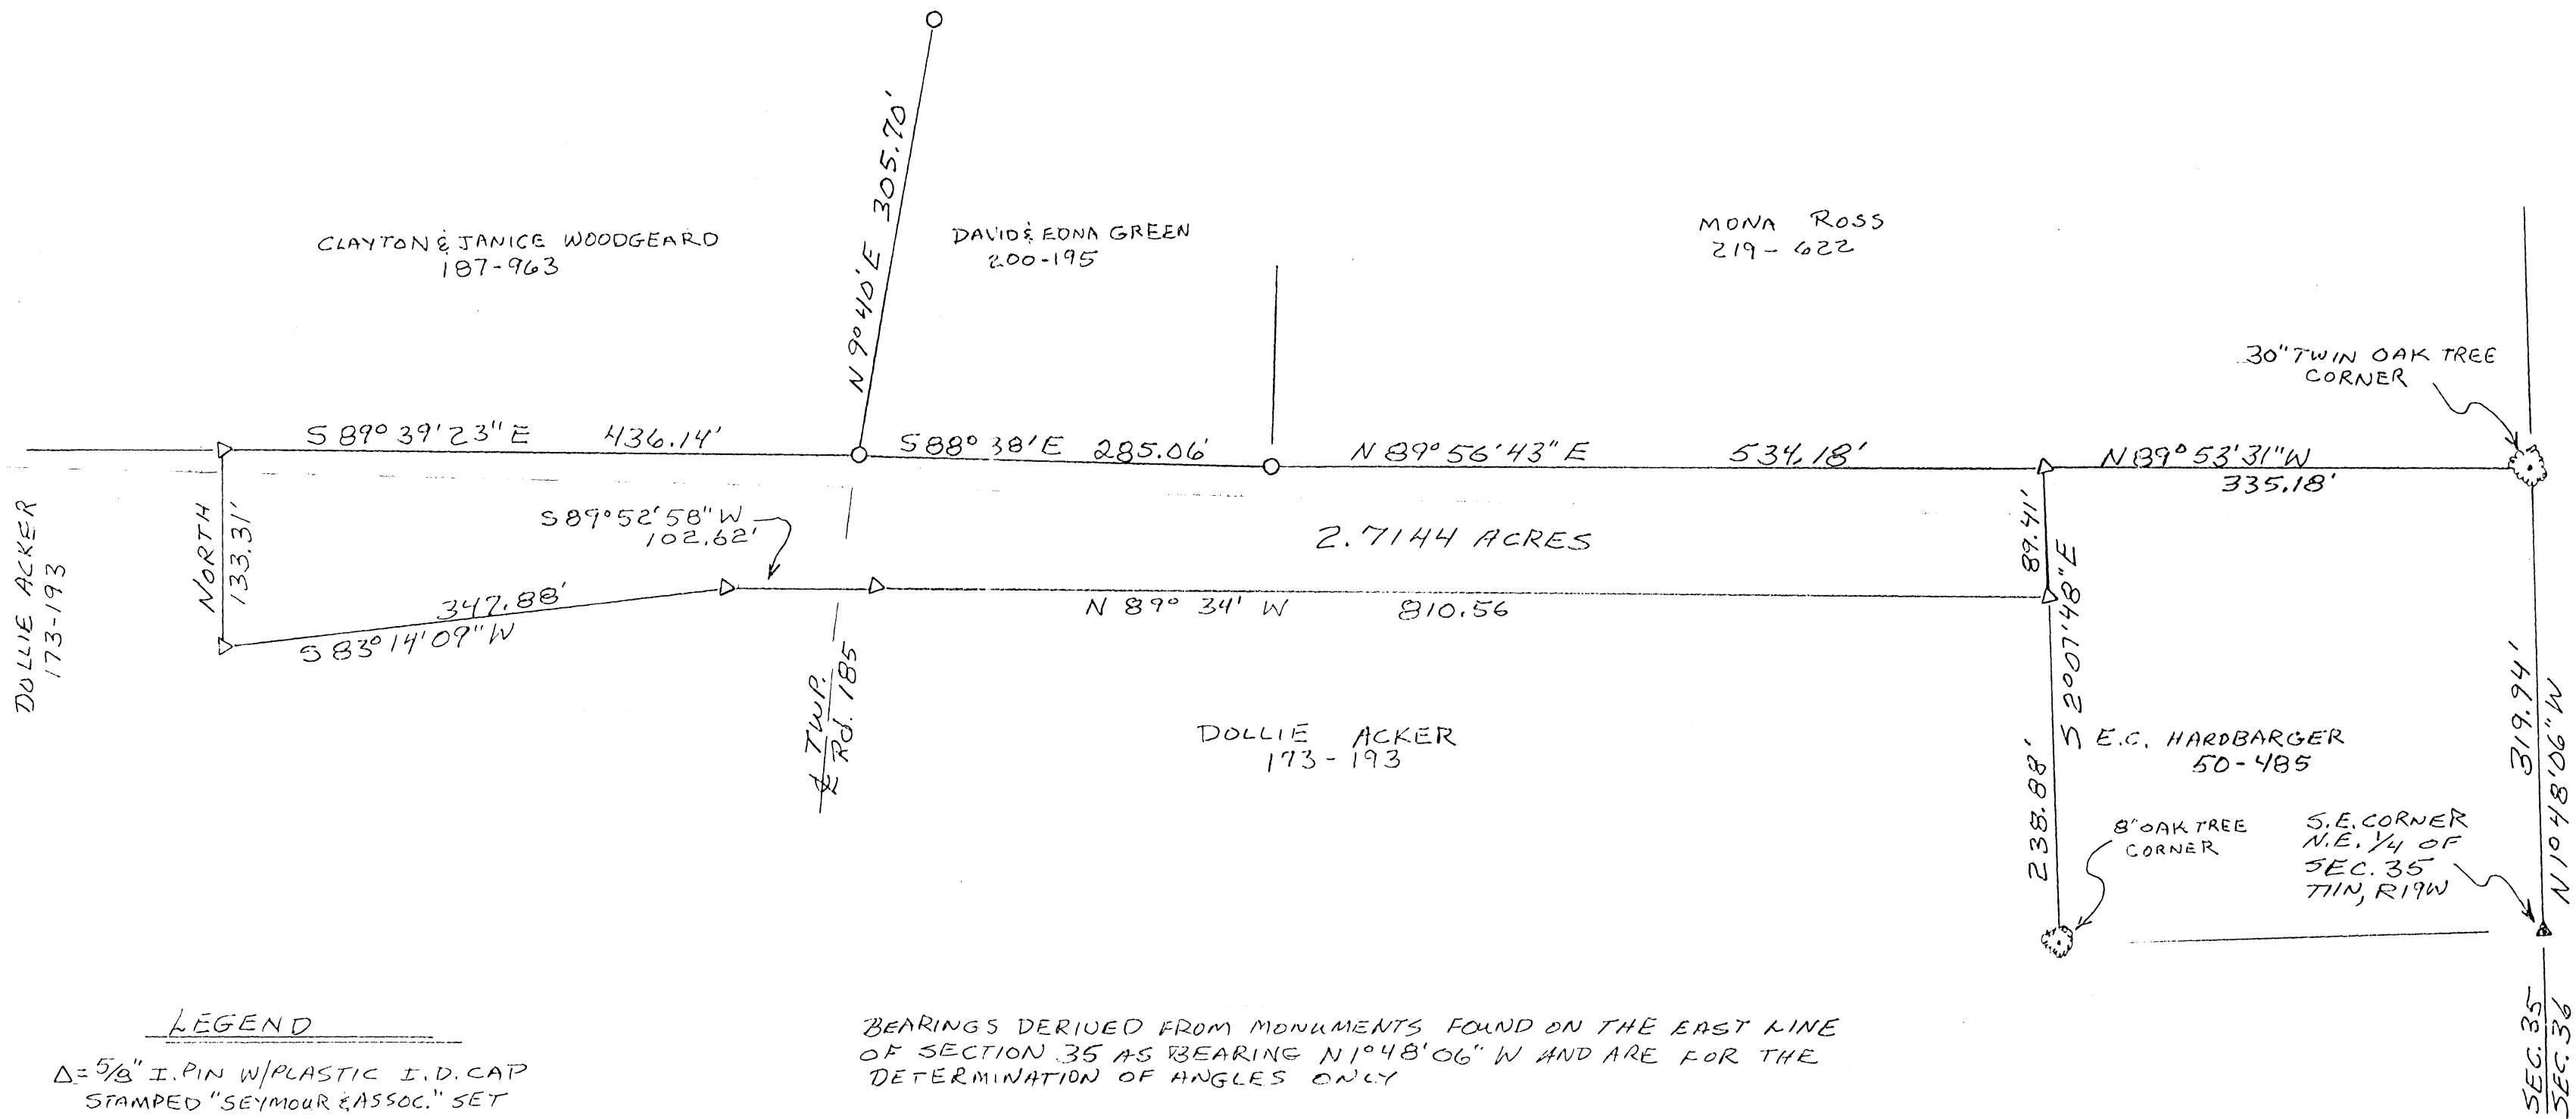 N 9° 40' E 305.70'
CLAYTON & JANICE WOODGEARD
187-963
DAVID & EDNA GREEN
200-195
MONA ROSS
219-622
30" TWIN OAK TREE
CORNER
S 89° 39' 23" E 436.14'
S 88° 38' E 285.06'
N 89° 56' 43" E 534.18'
N 89° 53' 31" W
335.18'
DOLLIE ACKER
173-193
NORTH
133.31'
S 89° 52' 58" W
102.62'
2.7144 ACRES
89.41'
S 2° 07' 48" E
347.88'
S 83° 14' 09" W
N 89° 34' W 810.56
℄ TWP.
Rd. 185
DOLLIE ACKER
173-193
238.88'
E.C. HARDBARGER
50-485
319.94'
N 1° 48' 06" W
8" OAK TREE
CORNER
S.E. CORNER
N.E. 1/4 OF
SEC. 35
T11N, R19W
SEC. 35
SEC. 36
LEGEND
Δ = 5/8" I. PIN W/PLASTIC I.D. CAP
STAMPED "SEYMOUR & ASSOC." SET
BEARINGS DERIVED FROM MONUMENTS FOUND ON THE EAST LINE
OF SECTION 35 AS BEARING N 1° 48' 06" W AND ARE FOR THE
DETERMINATION OF ANGLES ONLY